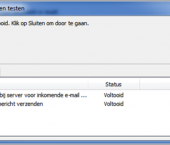 en testen
oid. Klik op Sluiten om door te gaan.
Status
bij server voor inkomende e-mail ... Voltooid
ericht verzenden Voltooid